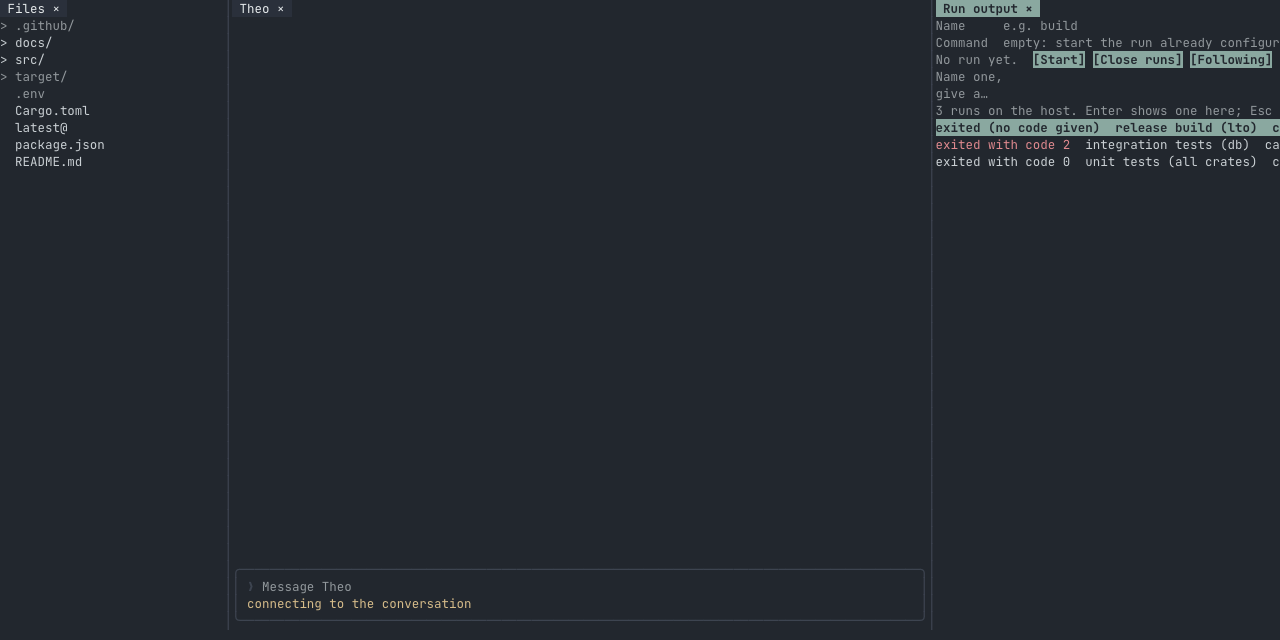 Files ×
> .github/
> docs/
> src/
> target/
.env
Cargo.toml
latest@
package.json
README.md
Theo ×
) Message Theo
connecting to the conversation
Run output ×
Name e.g. build
Command empty: start the run already configur
No run yet. [Start] [Close runs] [Following]
Name one,
give a…
3 runs on the host. Enter shows one here; Esc
exited (no code given) release build (lto) c
exited with code 2 integration tests (db) ca
exited with code 0 unit tests (all crates) c